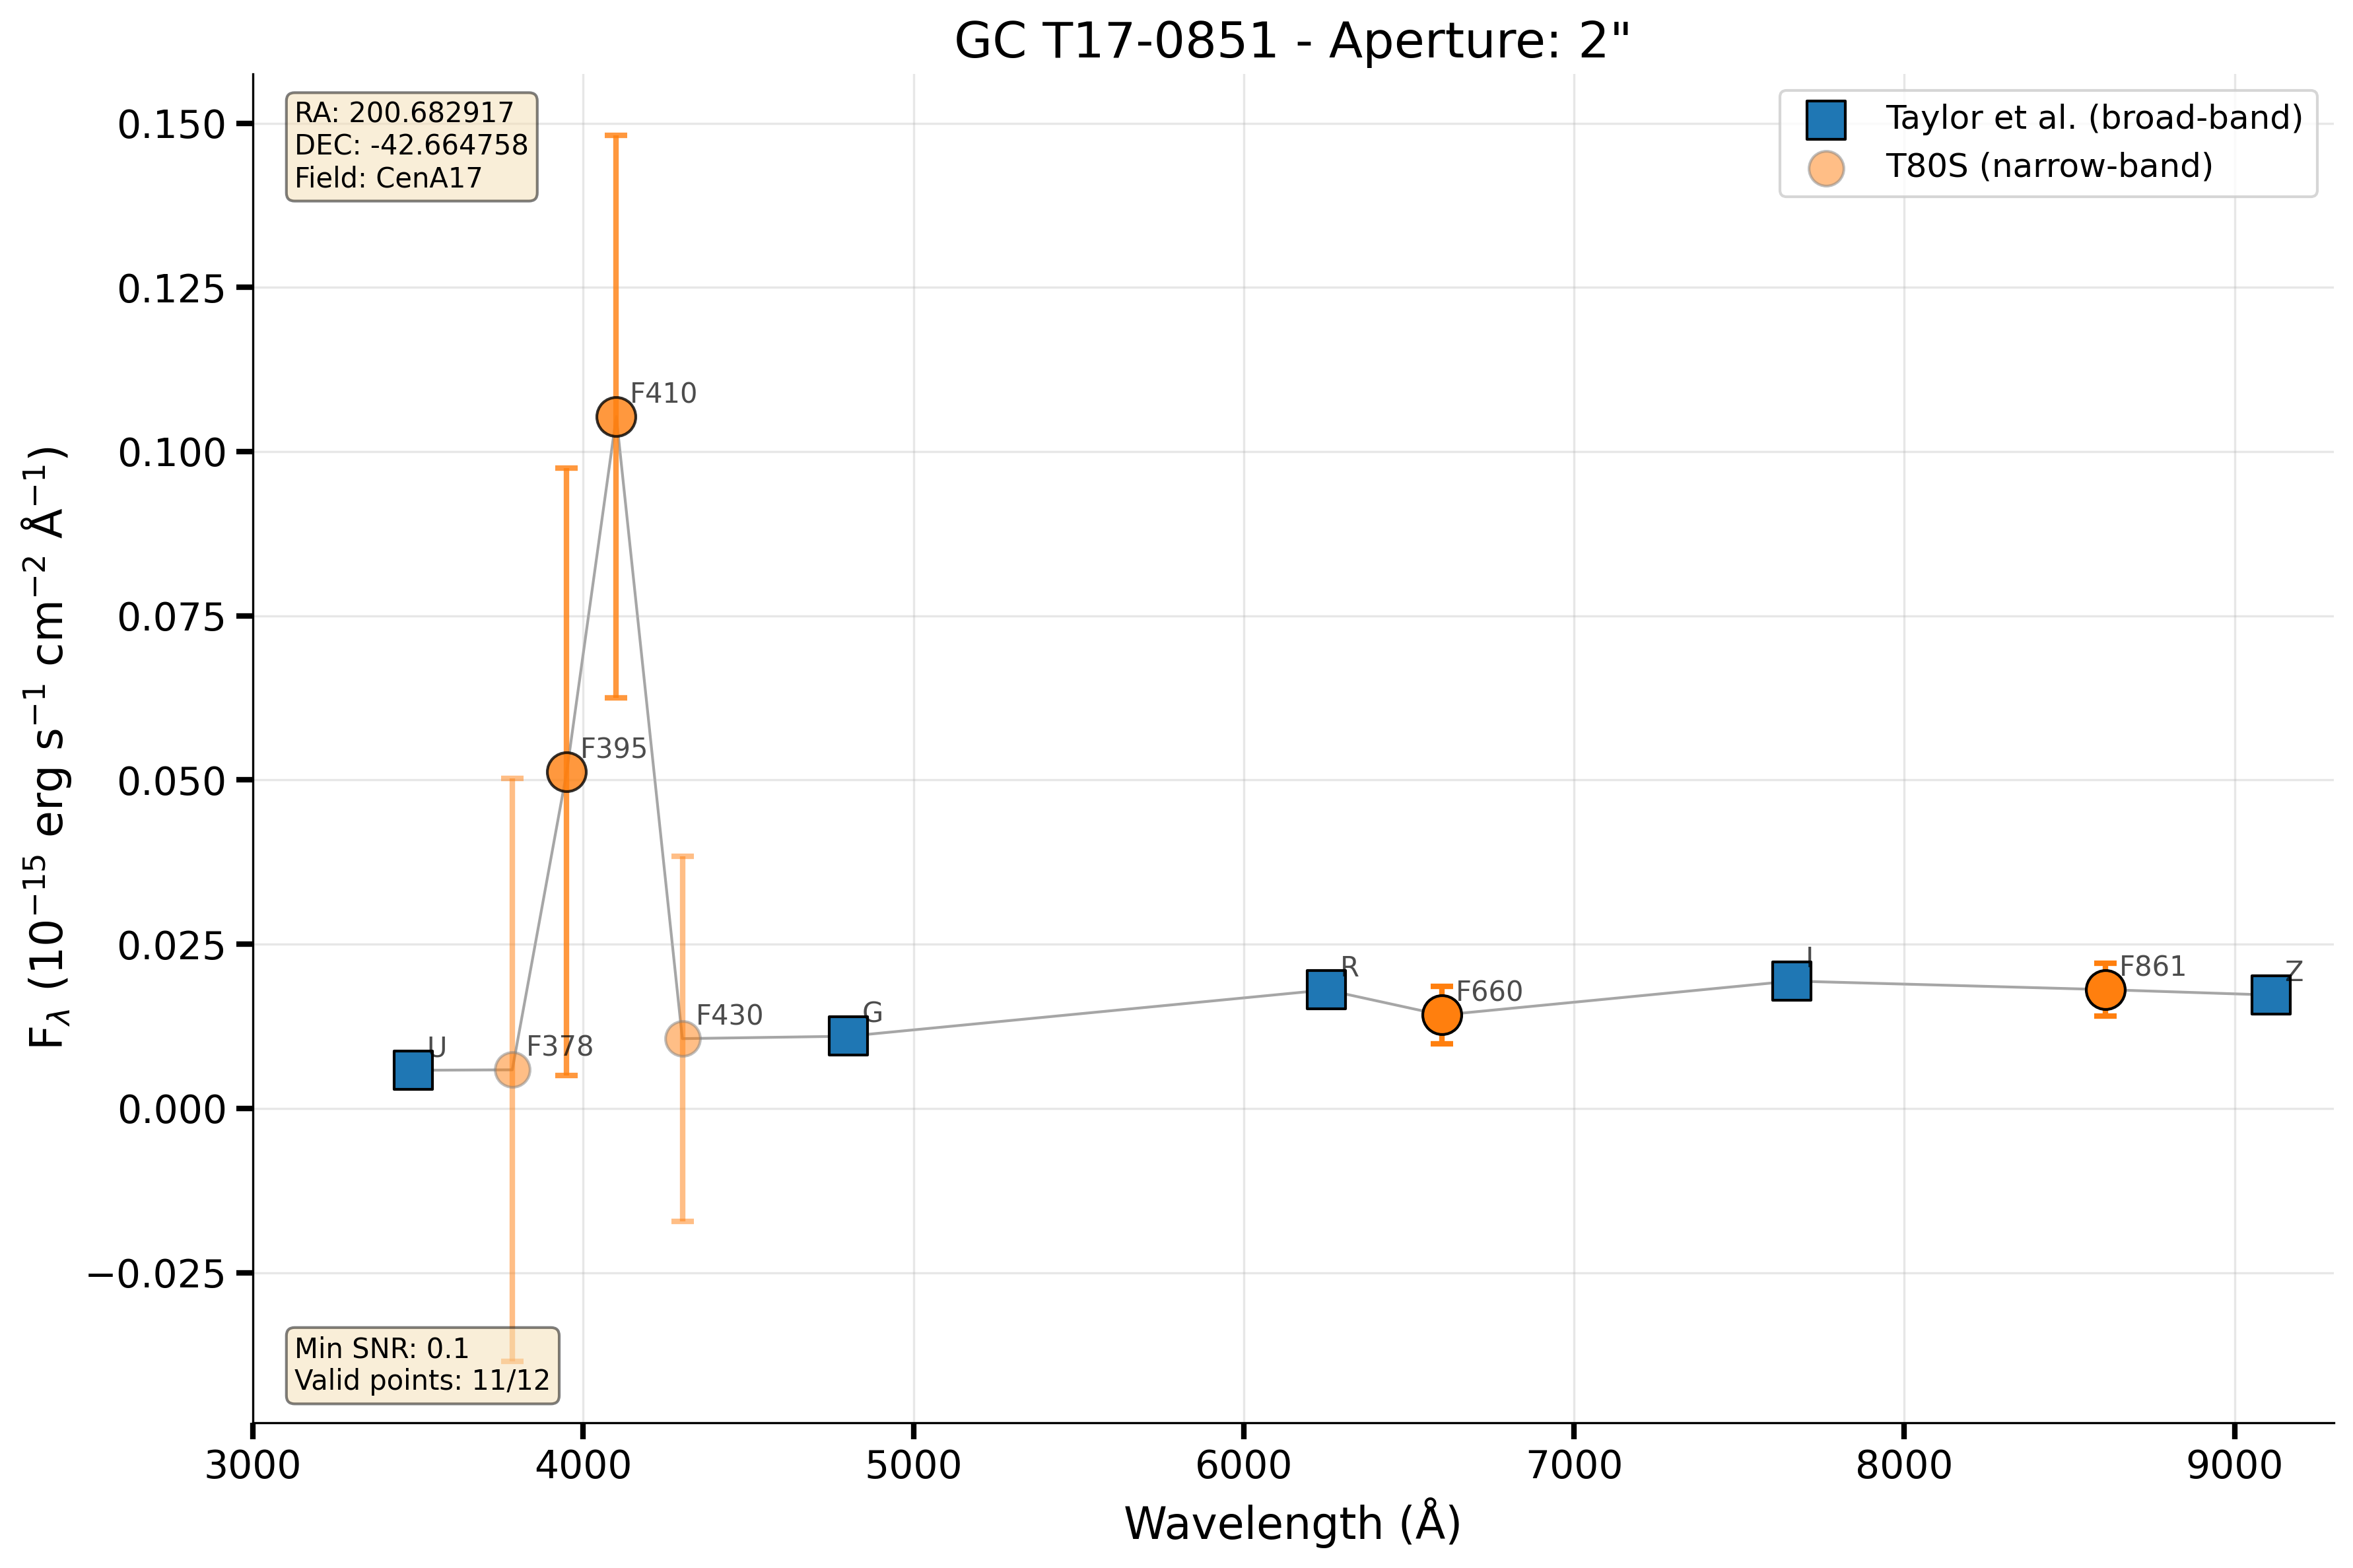 GC T17-0851 - Aperture: 2"
RA: 200.682917
DEC: -42.664758
Field: CenA17
Taylor et al. (broad-band)
T80S (narrow-band)
0.150
0.125
0.100
0.075
0.050
0.025
0.000
−0.025
F_λ (10⁻¹⁵ erg s⁻¹ cm⁻² Å⁻¹)
U
F378
F395
F410
F430
G
R
F660
I
F861
Z
Min SNR: 0.1
Valid points: 11/12
3000 4000 5000 6000 7000 8000 9000
Wavelength (Å)